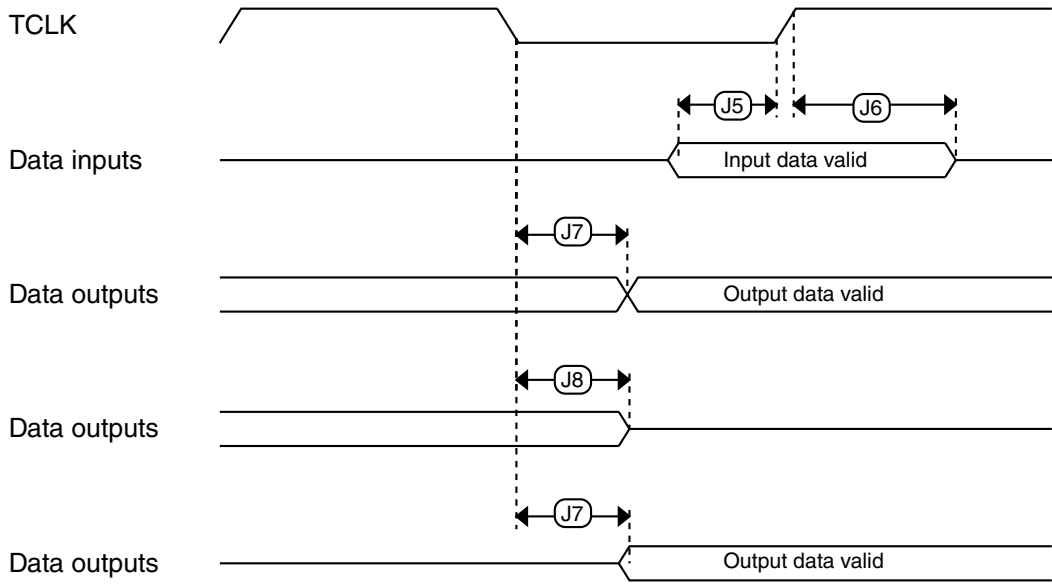 TCLK
J5
J6
Data inputs
Input data valid
J7
Data outputs
Output data valid
J8
Data outputs
J7
Data outputs
Output data valid